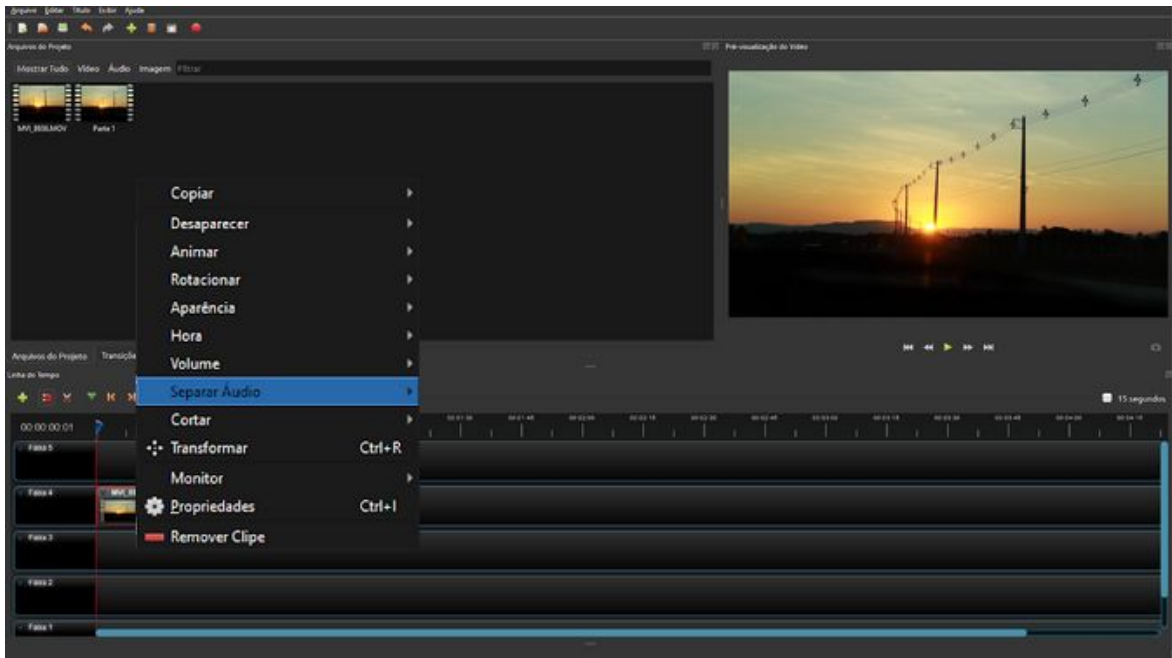 Arquivo Editar Título Exibir Ajuda
Arquivos do Projeto
Pré-visualização do Vídeo
Mostrar Tudo Vídeo Áudio Imagem Filtrar
Parte 1
Copiar
Desaparecer
Animar
Rotacionar
Aparência
Hora
Volume
Separar Áudio
Cortar
Transformar Ctrl+R
Monitor
Propriedades Ctrl+I
Remover Clipe
Arquivos do Projeto
Linha do Tempo
15 segundos
00:00:00:01
Faixa 5
Faixa 4
Faixa 3
Faixa 2
Faixa 1